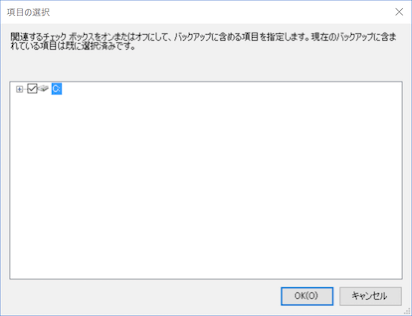 項目の選択
関連するチェック ボックスをオンまたはオフにして、バックアップに含める項目を指定します。現在のバックアップに含ま
れている項目は既に選択済みです。
C:
OK(O)
キャンセル